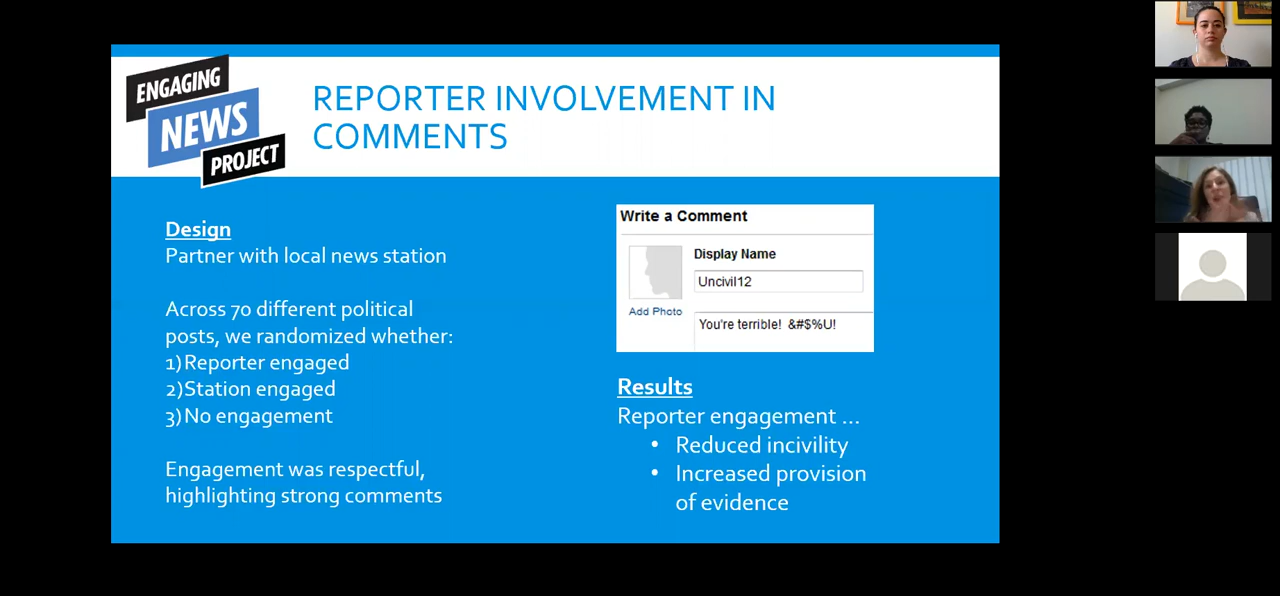 ENGAGING
NEWS
PROJECT
REPORTER INVOLVEMENT IN
COMMENTS
Design
Partner with local news station
Across 70 different political
posts, we randomized whether:
1)Reporter engaged
2)Station engaged
3)No engagement
Engagement was respectful,
highlighting strong comments
Write a Comment
Display Name
Uncivil12
Add Photo
You're terrible! &#$%U!
Results
Reporter engagement ...
• Reduced incivility
• Increased provision
of evidence